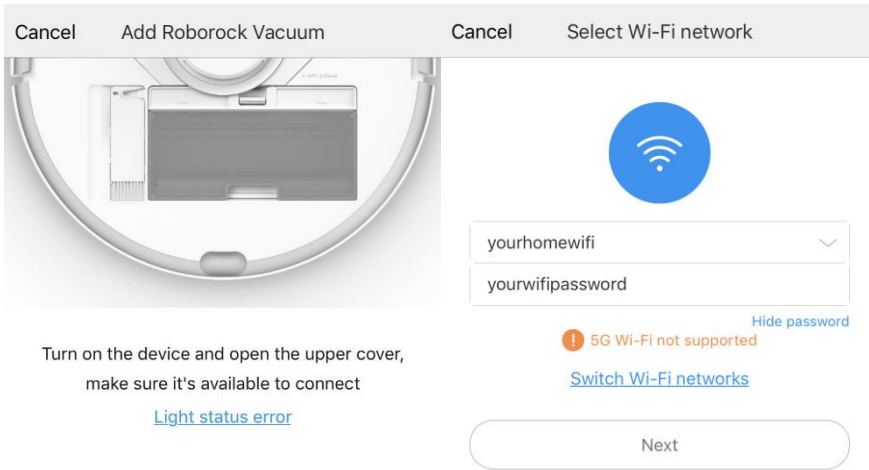 Cancel
Add Roborock Vacuum
Turn on the device and open the upper cover,
make sure it's available to connect
Light status error
Cancel
Select Wi-Fi network
yourhomewifi
yourwifipassword
Hide password
5G Wi-Fi not supported
Switch Wi-Fi networks
Next